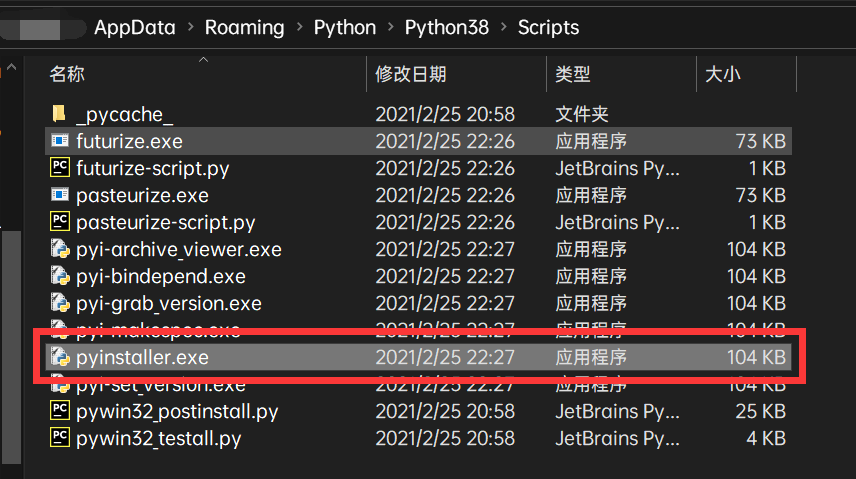 AppData > Roaming > Python > Python38 > Scripts
名称 修改日期 类型 大小
_pycache_ 2021/2/25 20:58 文件夹
futurize.exe 2021/2/25 22:26 应用程序 73 KB
futurize-script.py 2021/2/25 22:26 JetBrains Py... 1 KB
pasteurize.exe 2021/2/25 22:26 应用程序 73 KB
pasteurize-script.py 2021/2/25 22:26 JetBrains Py... 1 KB
pyi-archive_viewer.exe 2021/2/25 22:27 应用程序 104 KB
pyi-bindepend.exe 2021/2/25 22:27 应用程序 104 KB
pyi-grab_version.exe 2021/2/25 22:27 应用程序 104 KB
pyi-makespec.exe 2021/2/25 22:27 应用程序 104 KB
pyinstaller.exe 2021/2/25 22:27 应用程序 104 KB
pyi-set_version.exe 2021/2/25 22:27 应用程序 104 KB
pywin32_postinstall.py 2021/2/25 20:58 JetBrains Py... 25 KB
pywin32_testall.py 2021/2/25 20:58 JetBrains Py... 4 KB